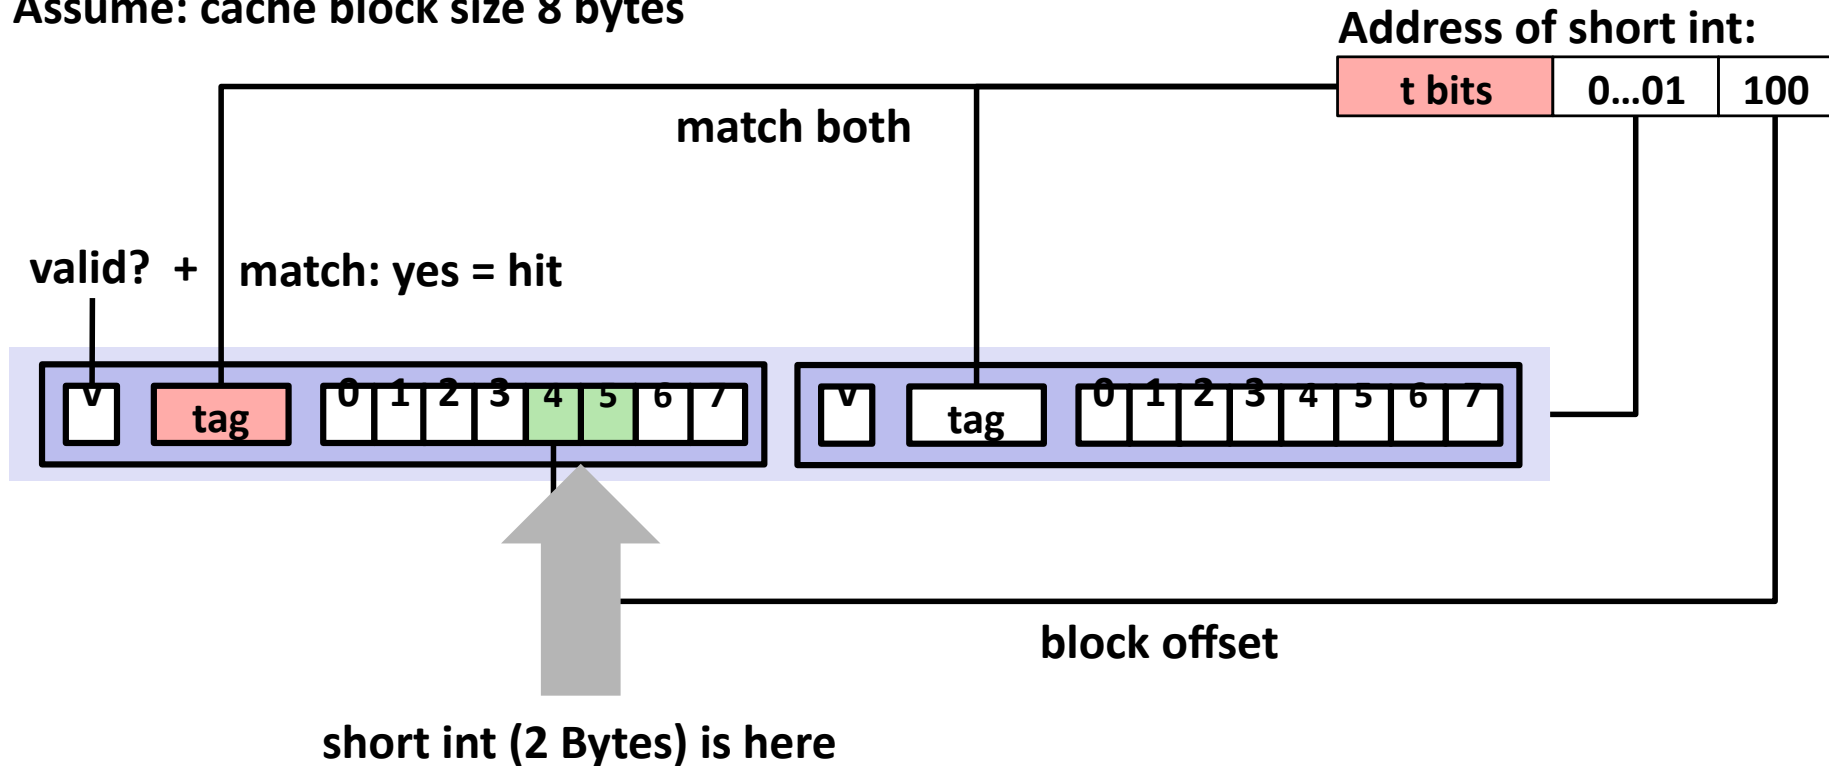 Assume: cache block size 8 bytes
Address of short int:
t bits 0...01 100
match both
valid? + match: yes = hit
v tag 0 1 2 3 4 5 6 7 v tag 0 1 2 3 4 5 6 7
block offset
short int (2 Bytes) is here